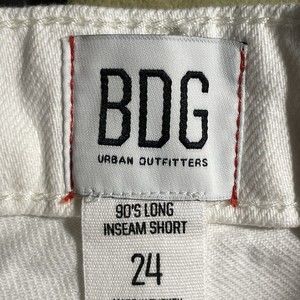 BDG
URBAN OUTFITTERS
90'S LONG
INSEAM SHORT
24